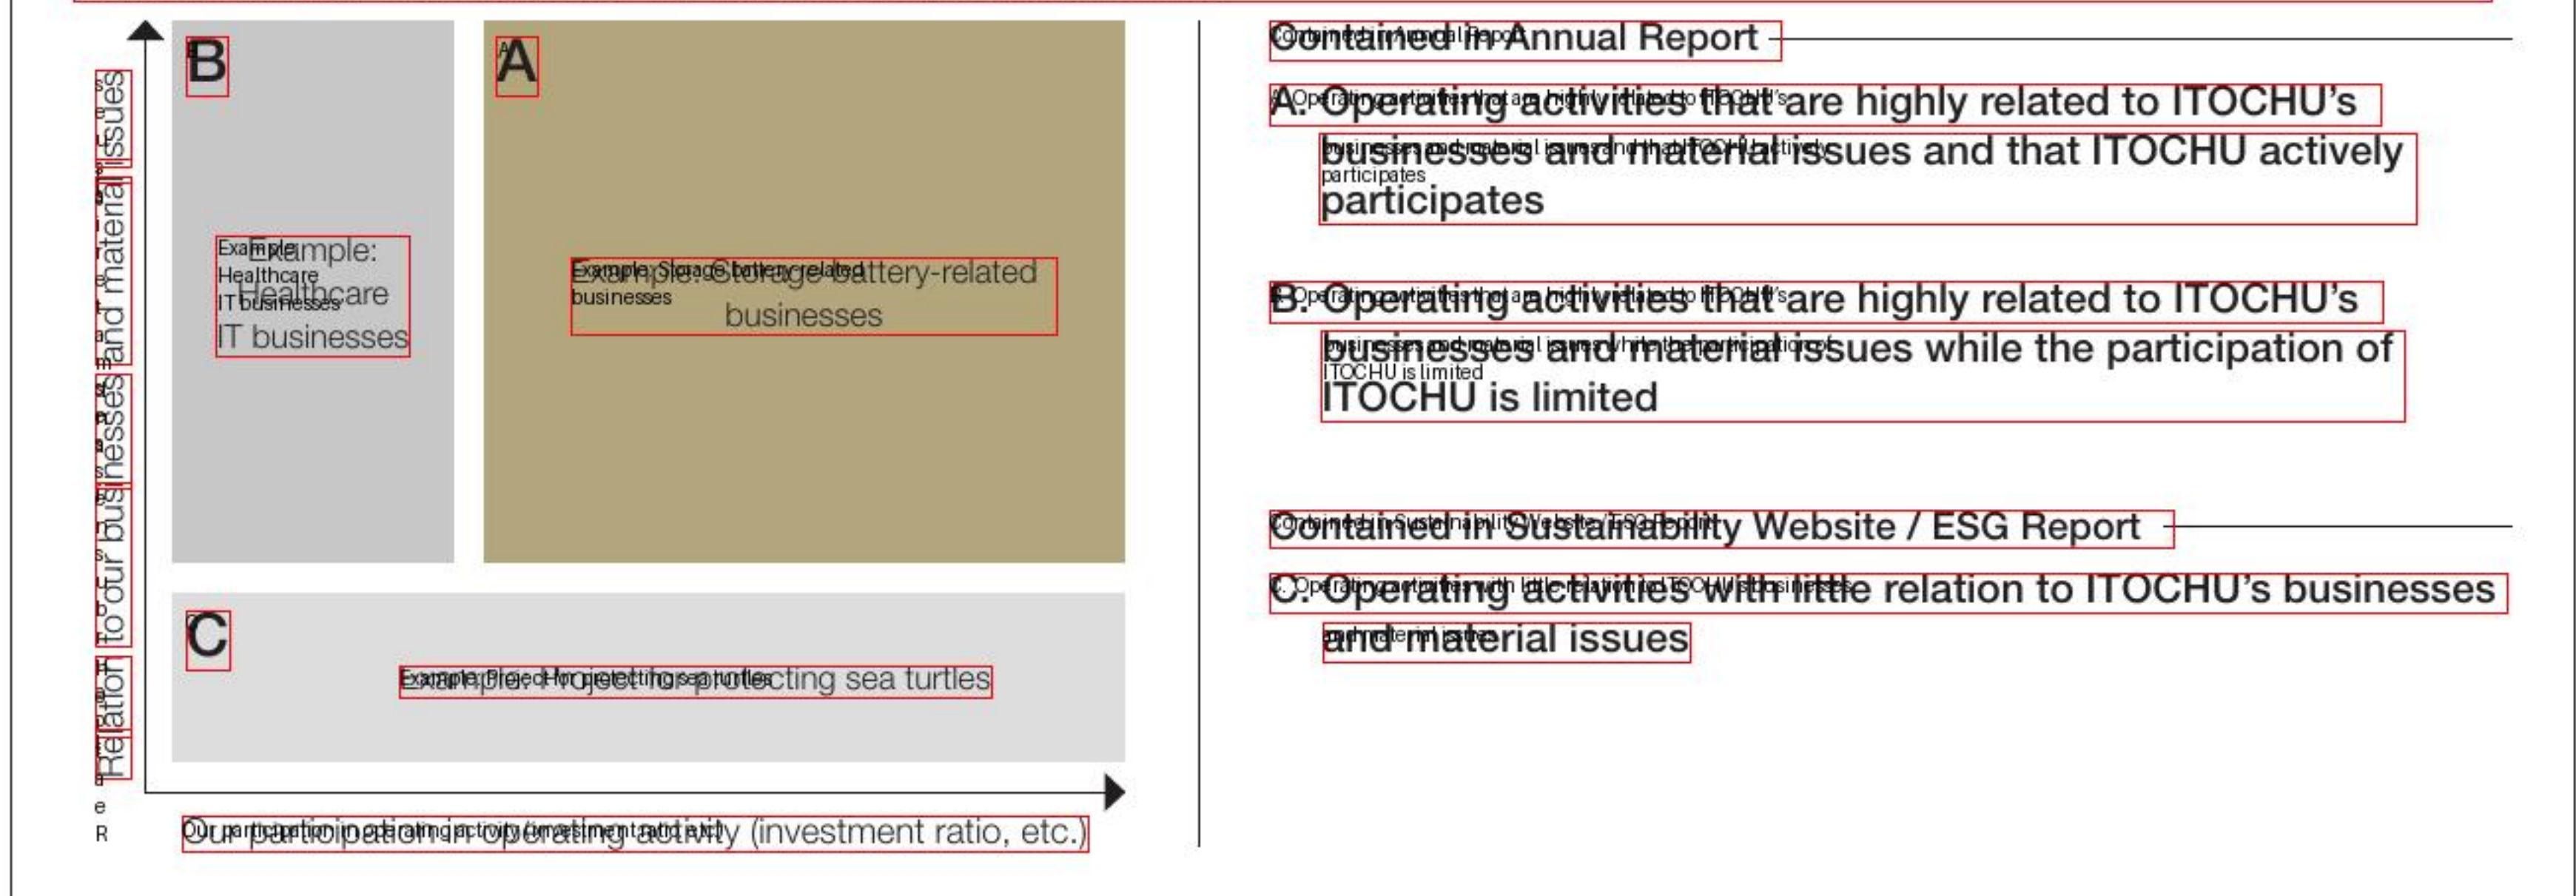 B
A
Example:
Healthcare
IT businesses
Example: Storage battery-related
businesses
C
Example: Project for protecting sea turtles
Relation to our businesses and material issues
Our participation in operating activity (investment ratio, etc.)
Contained in Annual Report
A. Operating activities that are highly related to ITOCHU's
businesses and material issues and that ITOCHU actively
participates
B. Operating activities that are highly related to ITOCHU's
businesses and material issues while the participation of
ITOCHU is limited
Contained in Sustainability Website / ESG Report
C. Operating activities with little relation to ITOCHU's businesses
and material issues